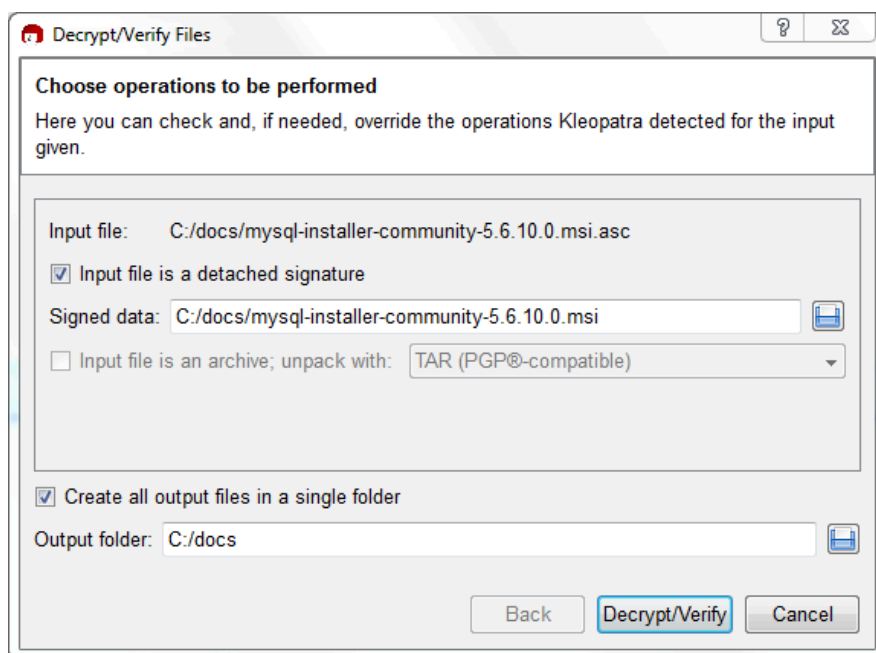 Decrypt/Verify Files
Choose operations to be performed
Here you can check and, if needed, override the operations Kleopatra detected for the input
given.
Input file: C:/docs/mysql-installer-community-5.6.10.0.msi.asc
Input file is a detached signature
Signed data: C:/docs/mysql-installer-community-5.6.10.0.msi
Input file is an archive; unpack with: TAR (PGP®-compatible)
Create all output files in a single folder
Output folder: C:/docs
Back Decrypt/Verify Cancel